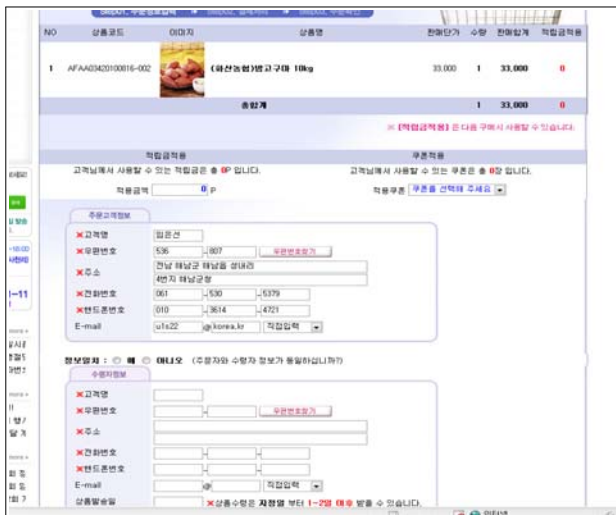 NO 상품코드 이미지 상품명 판매단가 수량 판매합계 적립금적용
1 AFAA03420100816-002 (화산농협)밤고구마 10kg 33,000 1 33,000 0
총합계 1 33,000 0
※ [적립금적용] 은 다음 구매시 사용할 수 있습니다.
적립금적용 쿠폰적용
고객님께서 사용할 수 있는 적립금은 총 0P 입니다. 고객님께서 사용할 수 있는 쿠폰은 총 0장 입니다.
적용금액 0 P 적용쿠폰 쿠폰을 선택해 주세요
주문고객정보
×고객명 임은선
×우편번호 536 - 807 우편번호찾기
×주소 전남 해남군 해남읍 성내리
4번지 해남군청
×전화번호 061 - 530 - 5379
×핸드폰번호 010 - 3614 - 4721
E-mail u1s22 @ korea.kr 직접입력
정보일치 : 예 아니오 (주문자와 수령자 정보가 동일하십니까?)
수령자정보
×고객명
×우편번호 - 우편번호찾기
×주소
×전화번호 - -
×핸드폰번호 - -
E-mail @ 직접입력
상품발송일 ×상품수령은 지정일 부터 1~2일 이후 받을 수 있습니다.